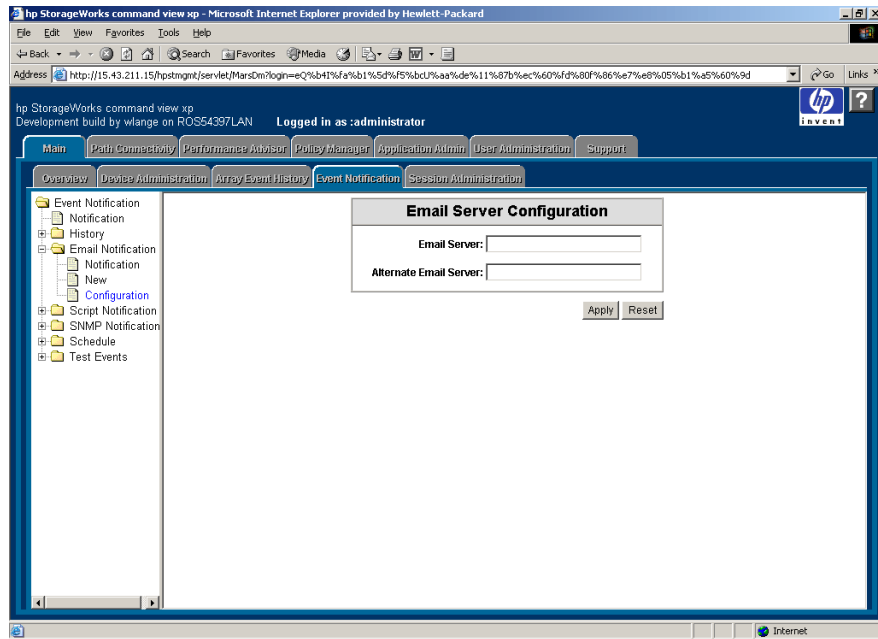 hp StorageWorks command view xp - Microsoft Internet Explorer provided by Hewlett-Packard
File Edit View Favorites Tools Help
Back Search Favorites Media
Address http://15.43.211.15/hpstmgmt/servlet/MarsDm?login=eQ%b4I%fa%b1%5d%f5%bcU%aa%de%11%87b%ec%60%fd%80f%86%e7%e8%05%b1%a5%60%9d Go Links
hp StorageWorks command view xp
Development build by wlange on ROS54397LAN Logged in as :administrator
hp
invent
?
Main Path Connectivity Performance Advisor Policy Manager Application Admin User Administration Support
Overview Device Administration Array Event History Event Notification Session Administration
Event Notification
Notification
History
Email Notification
Notification
New
Configuration
Script Notification
SNMP Notification
Schedule
Test Events
Email Server Configuration
Email Server:
Alternate Email Server:
Apply Reset
Internet